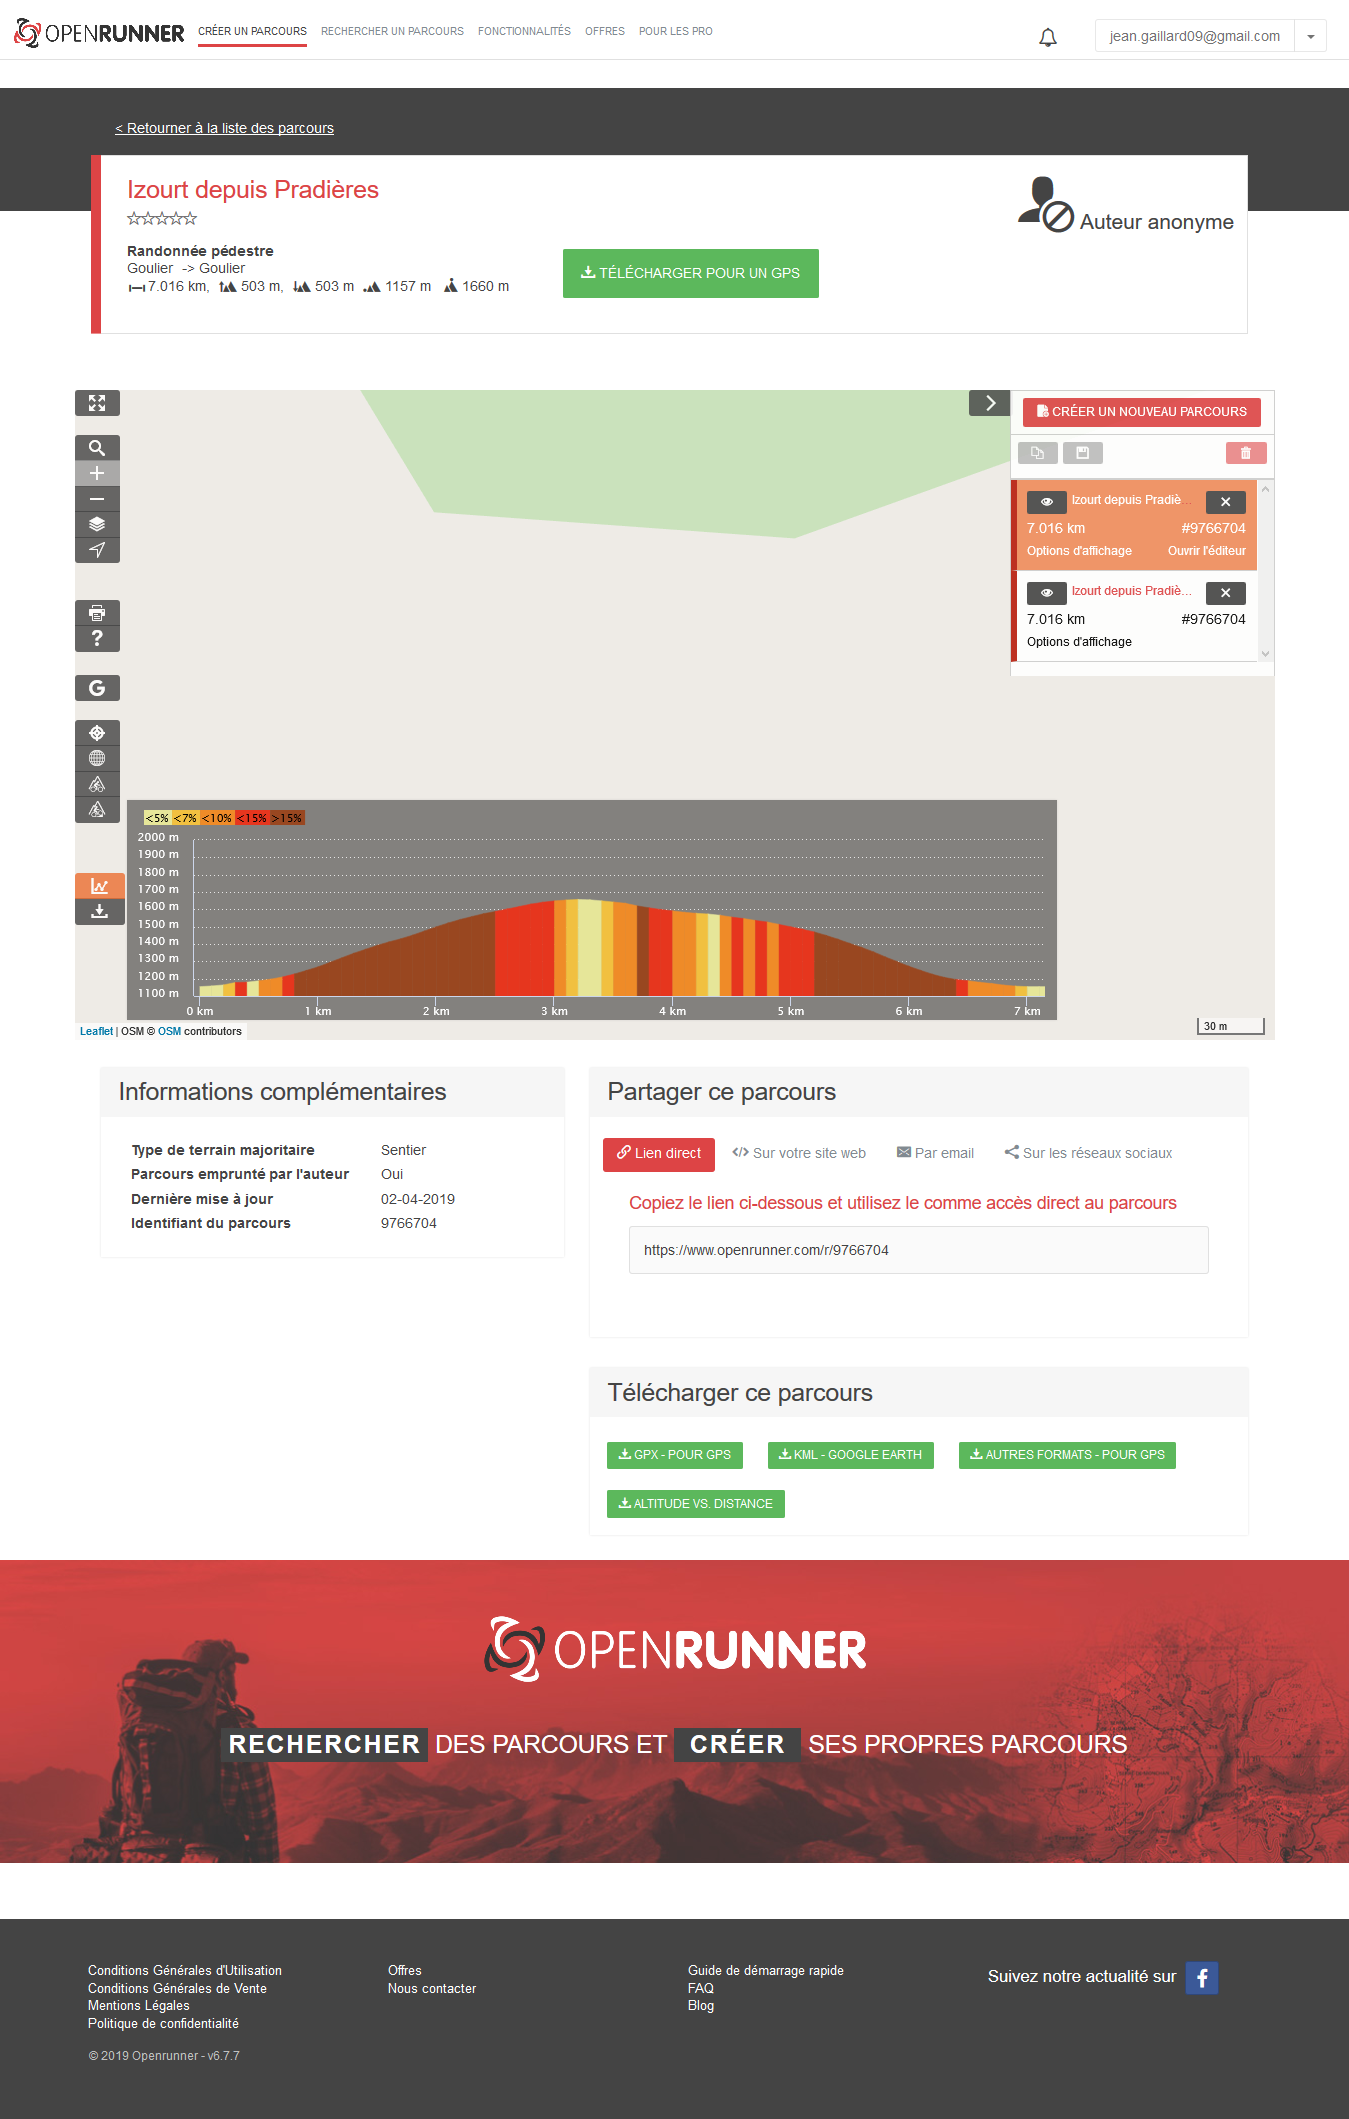 OPENRUNNER CRÉER UN PARCOURS RECHERCHER UN PARCOURS FONCTIONNALITÉS OFFRES POUR LES PRO jean.gaillard09@gmail.com
< Retourner à la liste des parcours
Izourt depuis Pradières
Auteur anonyme
Randonnée pédestre
Goulier -> Goulier
7.016 km, 503 m, 503 m 1157 m 1660 m
TÉLÉCHARGER POUR UN GPS
CRÉER UN NOUVEAU PARCOURS
Izourt depuis Pradiè...
7.016 km #9766704
Options d'affichage Ouvrir l'éditeur
Izourt depuis Pradiè...
7.016 km #9766704
Options d'affichage
<5% <7% <10% <15% >15%
2000 m
1900 m
1800 m
1700 m
1600 m
1500 m
1400 m
1300 m
1200 m
1100 m
0 km 1 km 2 km 3 km 4 km 5 km 6 km 7 km
Leaflet | OSM © OSM contributors
30 m
Informations complémentaires
Type de terrain majoritaire Sentier
Parcours emprunté par l'auteur Oui
Dernière mise à jour 02-04-2019
Identifiant du parcours 9766704
Partager ce parcours
Lien direct Sur votre site web Par email Sur les réseaux sociaux
Copiez le lien ci-dessous et utilisez le comme accès direct au parcours
https://www.openrunner.com/r/9766704
Télécharger ce parcours
GPX - POUR GPS KML - GOOGLE EARTH AUTRES FORMATS - POUR GPS
ALTITUDE VS. DISTANCE
OPENRUNNER
RECHERCHER DES PARCOURS ET CRÉER SES PROPRES PARCOURS
Conditions Générales d'Utilisation
Conditions Générales de Vente
Mentions Légales
Politique de confidentialité
© 2019 Openrunner - v6.7.7
Offres
Nous contacter
Guide de démarrage rapide
FAQ
Blog
Suivez notre actualité sur